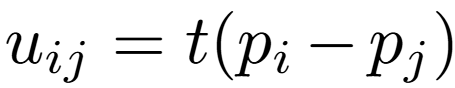 u_{ij} = t(p_i - p_j)